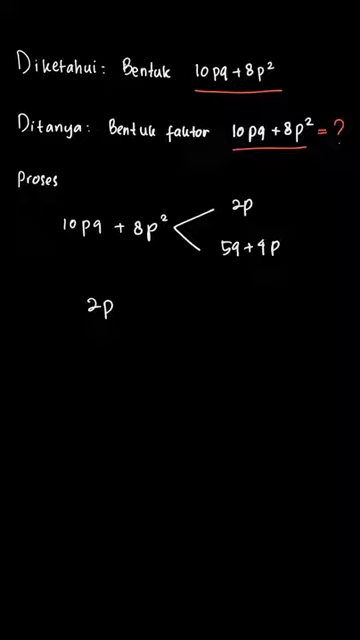 Diketahui: Bentuk 10pq + 8p²
Ditanya: Bentuk faktor 10pq + 8p² = ?
Proses
10pq + 8p² < 2p
5q + 4p
2p